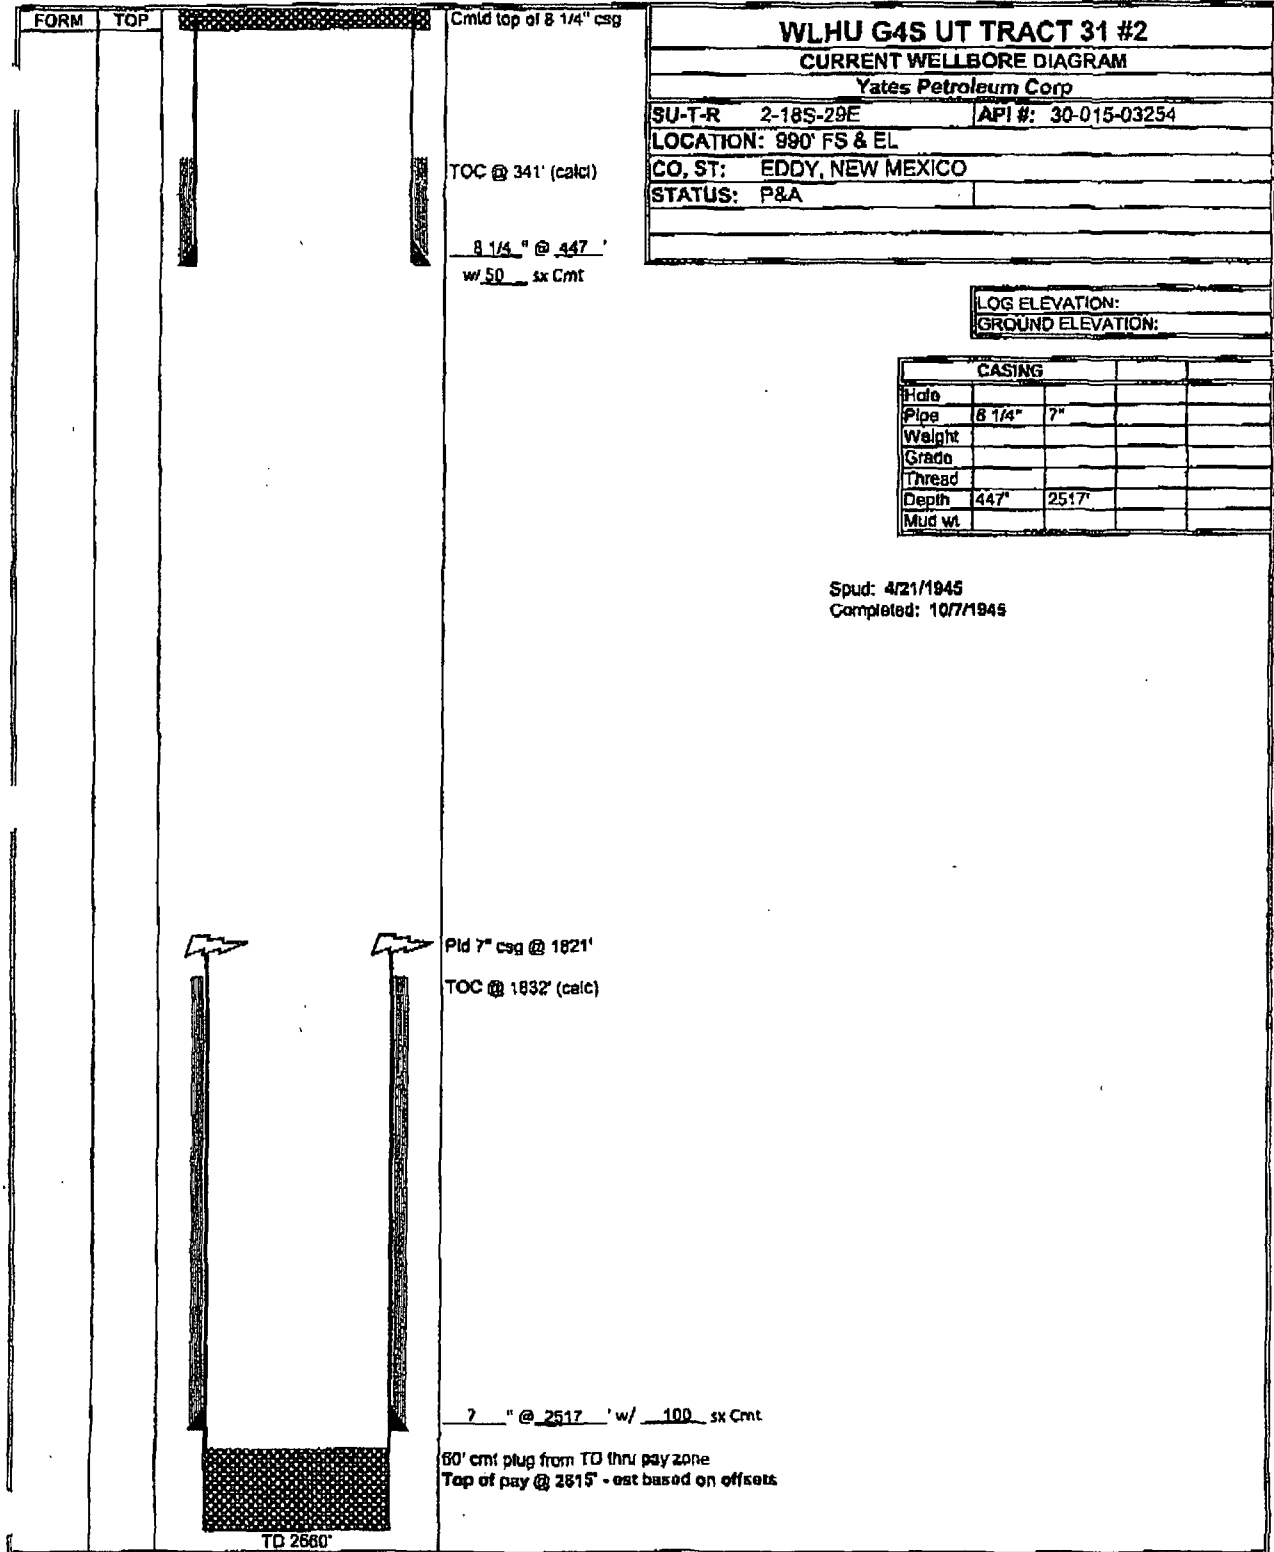 FORM TOP
Cmtd top of 8 1/4" csg
WLHU G4S UT TRACT 31 #2
CURRENT WELLBORE DIAGRAM
Yates Petroleum Corp
SU-T-R 2-18S-29E API #: 30-015-03254
LOCATION: 990' FS & EL
CO, ST: EDDY, NEW MEXICO
STATUS: P&A
TOC @ 341' (calcl)
8 1/4 " @ 447 '
w/ 50 sx Cmt
LOG ELEVATION:
GROUND ELEVATION:
CASING
Hole
Pipe 8 1/4" 7"
Weight
Grade
Thread
Depth 447' 2517'
Mud wt
Spud: 4/21/1945
Completed: 10/7/1945
Pld 7" csg @ 1821'
TOC @ 1832' (calc)
7 " @ 2517 ' w/ 100 sx Cmt
60' cmt plug from TD thru pay zone
Top of pay @ 2615' - est based on offsets
TD 2660'